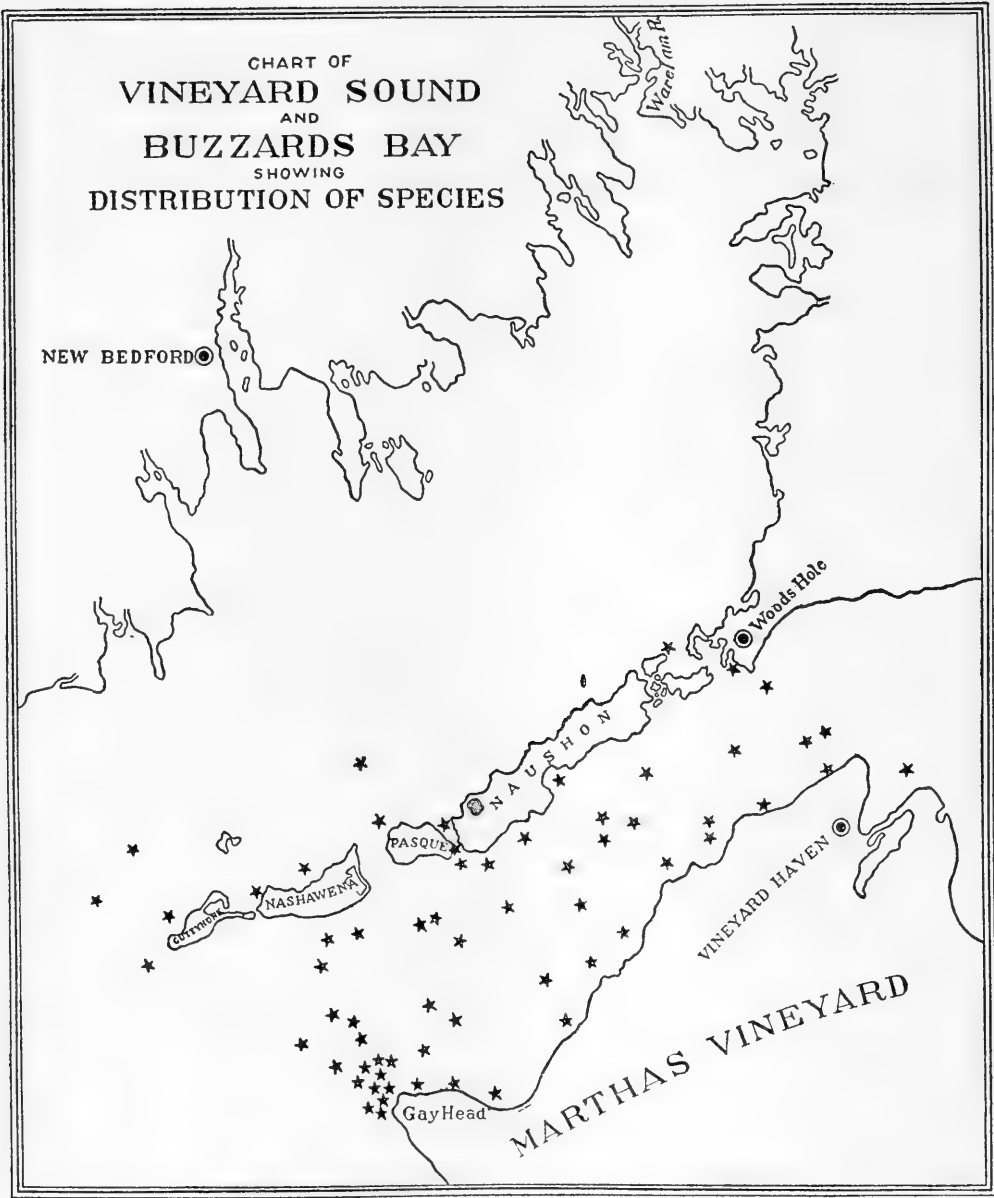 CHART OF
VINEYARD SOUND
AND
BUZZARDS BAY
SHOWING
DISTRIBUTION OF SPECIES
Wareham R.
NEW BEDFORD
Woods Hole
NAUSHON
PASQUE
NASHAWENA
CUTTYHUNK
VINEYARD HAVEN
MARTHAS VINEYARD
Gay Head